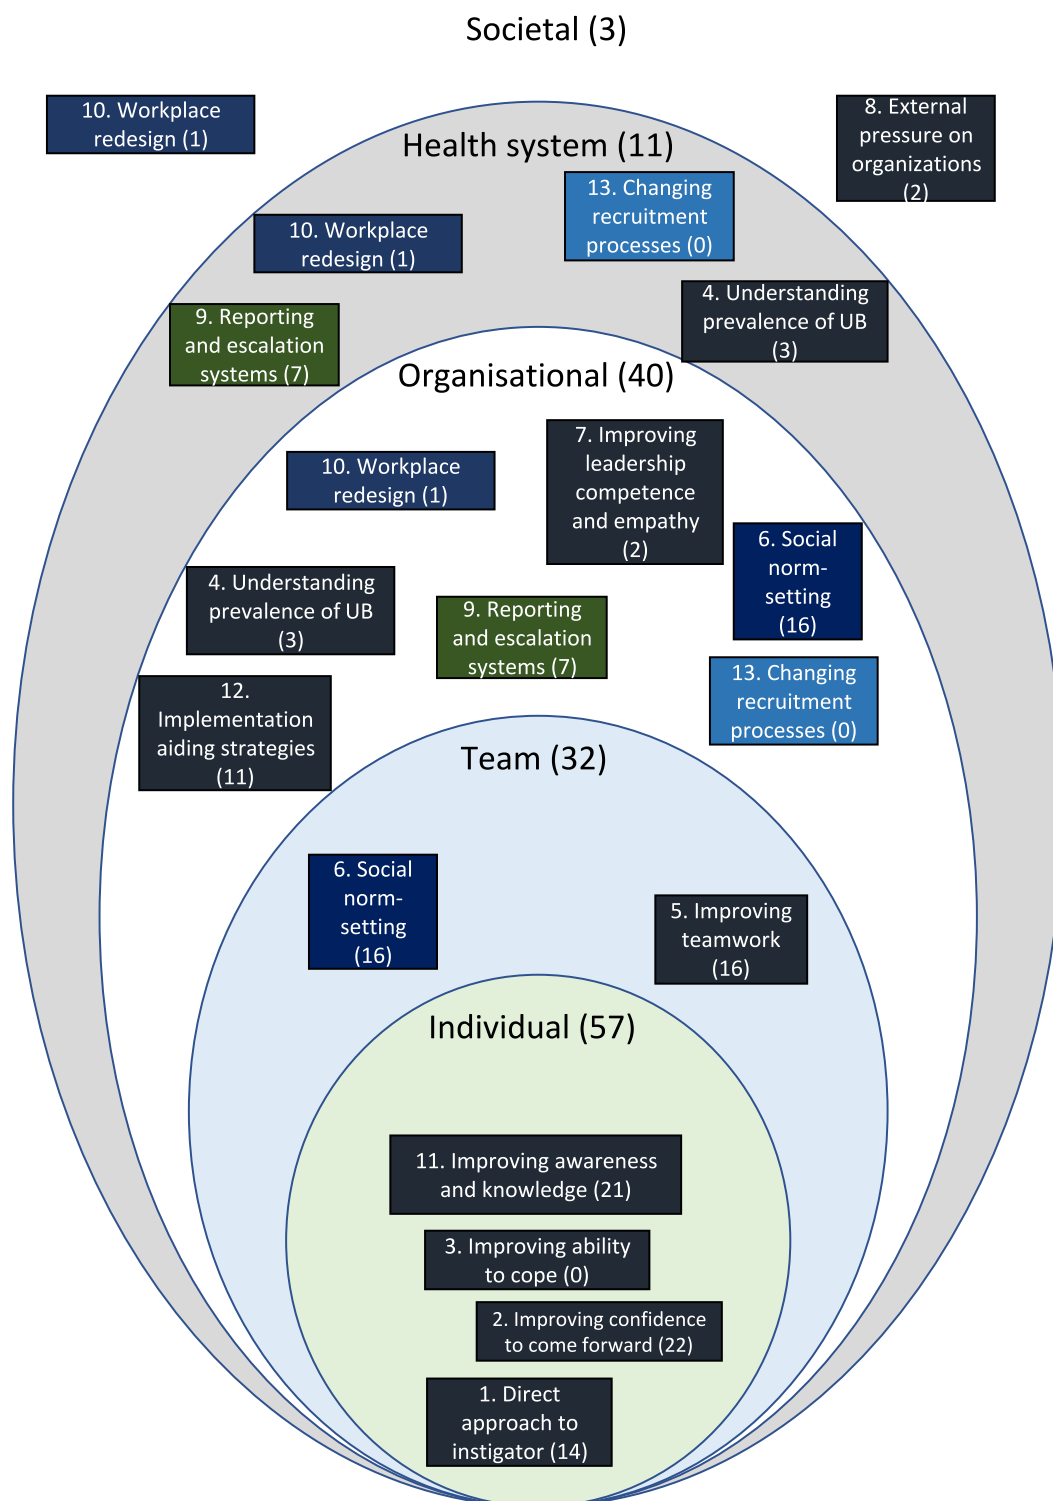 Societal (3)
10. Workplace
redesign (1)
8. External
pressure on
organizations
(2)
Health system (11)
13. Changing
recruitment
processes (0)
10. Workplace
redesign (1)
4. Understanding
prevalence of UB
(3)
9. Reporting
and escalation
systems (7)
Organisational (40)
7. Improving
leadership
competence
and empathy
(2)
10. Workplace
redesign (1)
6. Social
norm-
setting
(16)
4. Understanding
prevalence of UB
(3)
9. Reporting
and escalation
systems (7)
13. Changing
recruitment
processes (0)
12.
Implementation
aiding strategies
(11)
Team (32)
6. Social
norm-
setting
(16)
5. Improving
teamwork
(16)
Individual (57)
11. Improving awareness
and knowledge (21)
3. Improving ability
to cope (0)
2. Improving confidence
to come forward (22)
1. Direct
approach to
instigator (14)